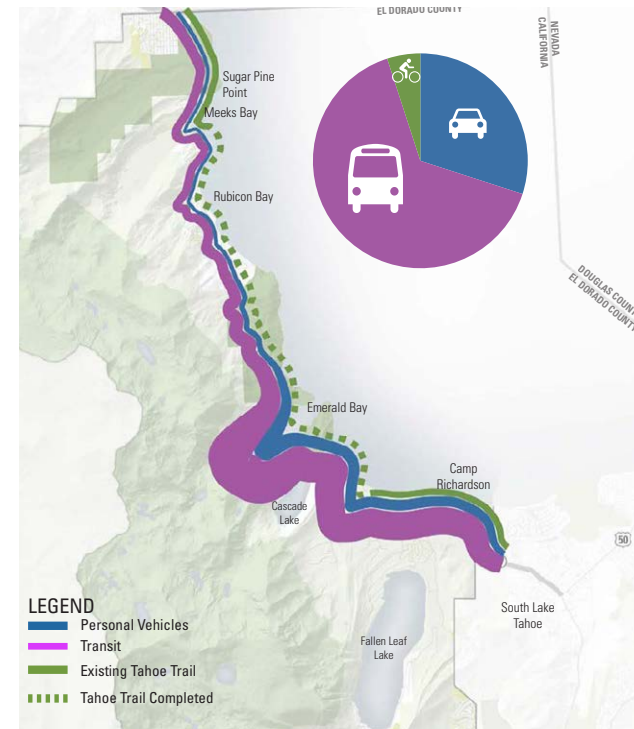 EL DORADO COUNTY
NEVADA
CALIFORNIA
Sugar Pine
Point
Meeks Bay
Rubicon Bay
DOUGLAS COUNT
EL DORADO COUNTY
Emerald Bay
Camp
Richardson
Cascade
Lake
50
South Lake
Tahoe
Fallen Leaf
Lake
LEGEND
Personal Vehicles
Transit
Existing Tahoe Trail
Tahoe Trail Completed